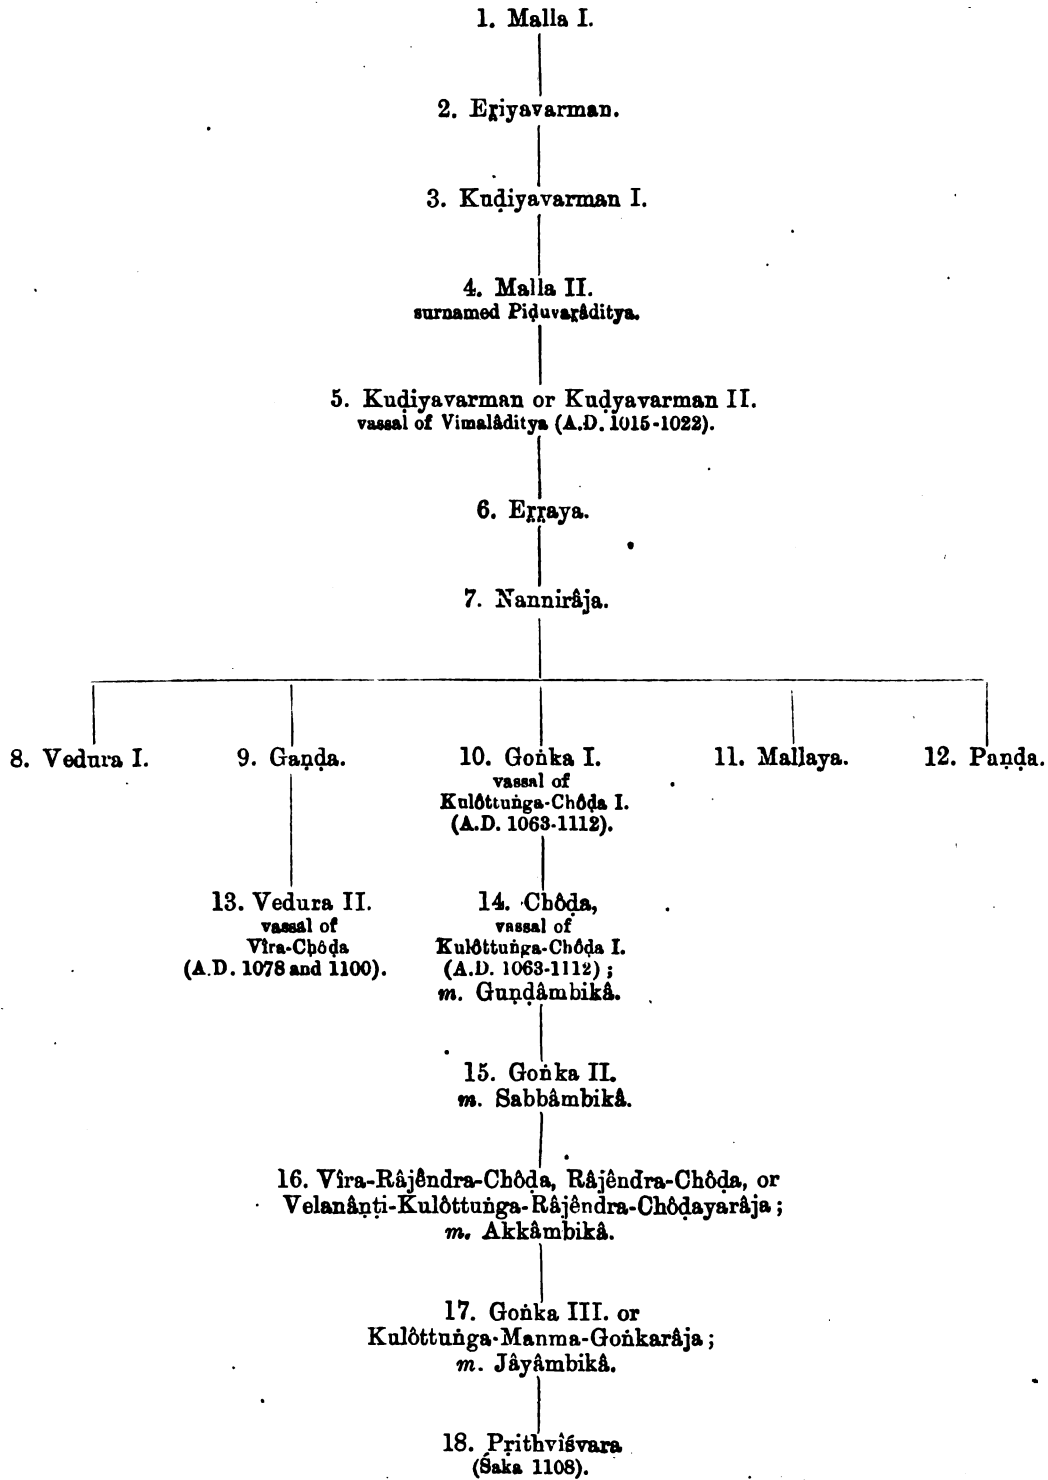 1. Malla I.
2. Eṟiyavarman.
3. Kuḍiyavarman I.
4. Malla II.
surnamed Piḍuvaṟâditya.
5. Kuḍiyavarman or Kuḍyavarman II.
vassal of Vimalâditya (A.D. 1015-1022).
6. Eṟṟaya.
7. Nannirâja.
8. Vedura I. 9. Gaṇḍa. 10. Goṅka I. 11. Mallaya. 12. Paṇḍa.
vassal of
Kulôttuṅga-Chôḍa I.
(A.D. 1063-1112).
13. Vedura II. 14. Chôḍa,
vassal of vassal of
Vîra-Chôḍa Kulôttuṅga-Chôḍa I.
(A.D. 1078 and 1100). (A.D. 1063-1112) ;
m. Guṇḍâmbikâ.
15. Goṅka II.
m. Sabbâmbikâ.
16. Vîra-Râjêndra-Chôḍa, Râjêndra-Chôḍa, or
Velanâṇṭi-Kulôttuṅga-Râjêndra-Chôḍayarâja ;
m. Akkâmbikâ.
17. Goṅka III. or
Kulôttuṅga-Manma-Goṅkarâja ;
m. Jâyâmbikâ.
18. Pṛithvîśvara
(Śaka 1108).